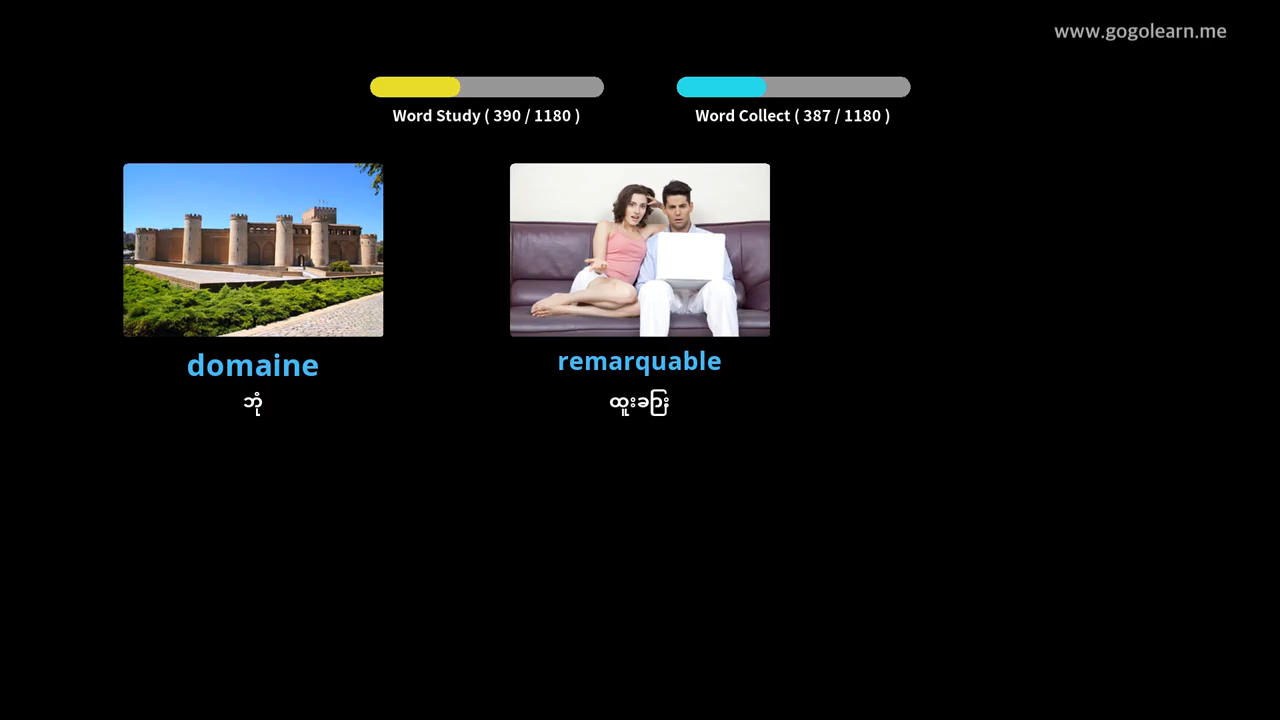 www.gogolearn.me
Word Study ( 390 / 1180 )
Word Collect ( 387 / 1180 )
domaine
ဘုံ
remarquable
ထူးခြား